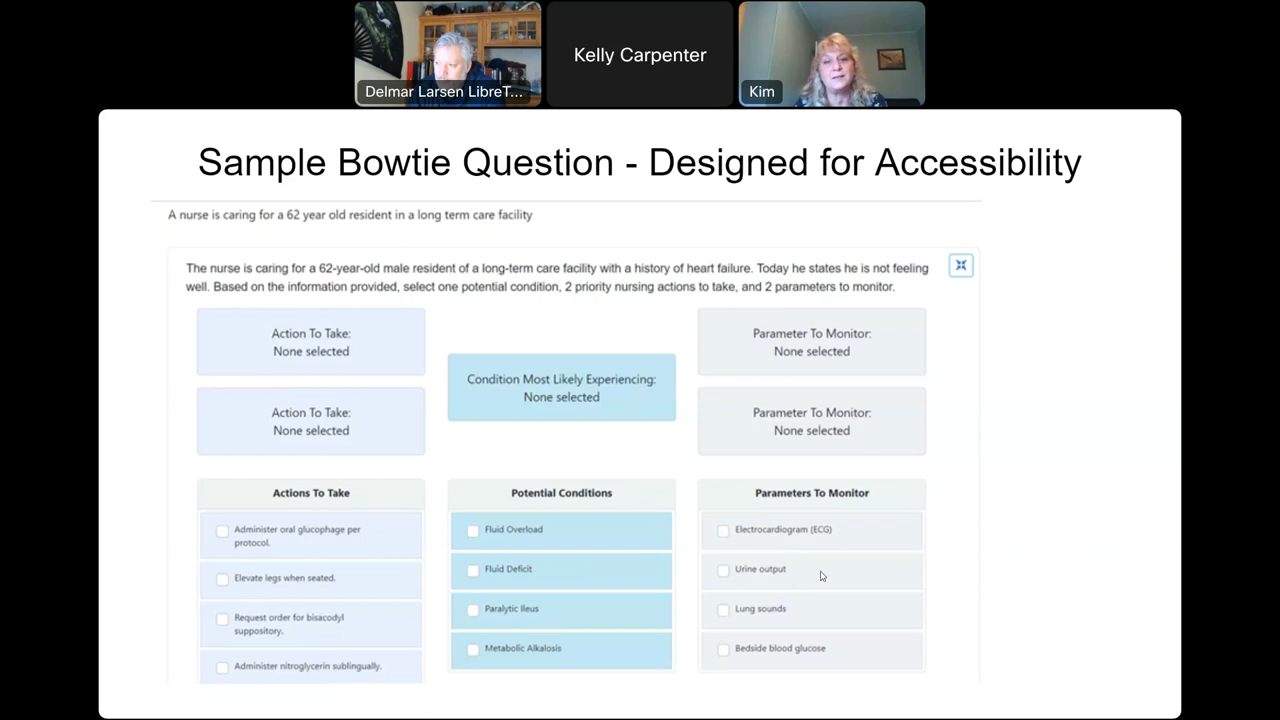 Delmar Larsen LibreT...
Kelly Carpenter
Kim
Sample Bowtie Question - Designed for Accessibility
A nurse is caring for a 62 year old resident in a long term care facility
The nurse is caring for a 62-year-old male resident of a long-term care facility with a history of heart failure. Today he states he is not feeling
well. Based on the information provided, select one potential condition, 2 priority nursing actions to take, and 2 parameters to monitor.
Action To Take:
None selected
Action To Take:
None selected
Condition Most Likely Experiencing:
None selected
Parameter To Monitor:
None selected
Parameter To Monitor:
None selected
Actions To Take
Administer oral glucophage per
protocol.
Elevate legs when seated.
Request order for bisacodyl
suppository.
Administer nitroglycerin sublingually.
Potential Conditions
Fluid Overload
Fluid Deficit
Paralytic Ileus
Metabolic Alkalosis
Parameters To Monitor
Electrocardiogram (ECG)
Urine output
Lung sounds
Bedside blood glucose